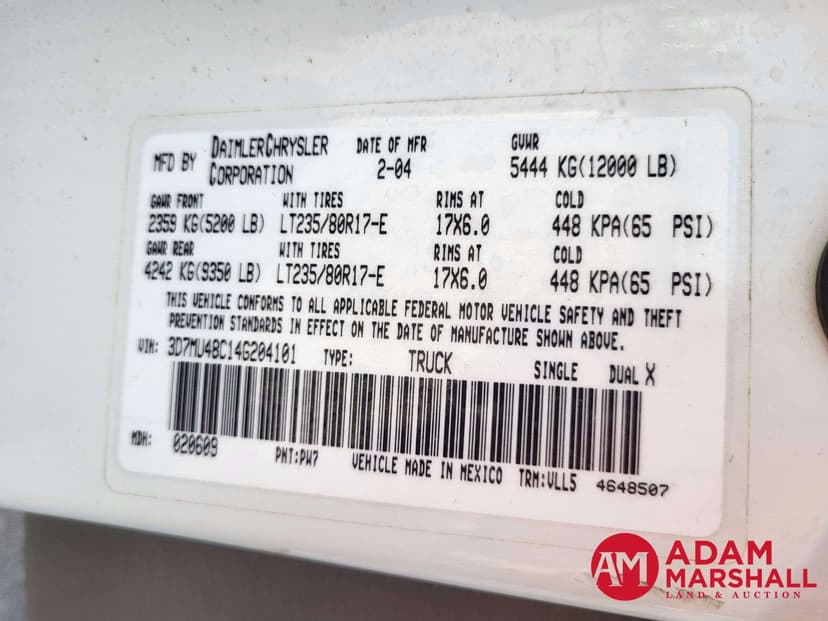 MFD BY DAIMLERCHRYSLER CORPORATION DATE OF MFR 2-04 GVWR 5444 KG(12000 LB)
GAWR FRONT WITH TIRES RIMS AT COLD
2359 KG(5200 LB) LT235/80R17-E 17X6.0 448 KPA(65 PSI)
GAWR REAR WITH TIRES RIMS AT COLD
4242 KG(9350 LB) LT235/80R17-E 17X6.0 448 KPA(65 PSI)
THIS VEHICLE CONFORMS TO ALL APPLICABLE FEDERAL MOTOR VEHICLE SAFETY AND THEFT
PREVENTION STANDARDS IN EFFECT ON THE DATE OF MANUFACTURE SHOWN ABOVE.
VIN: 3D7MU48C14G204101 TYPE: TRUCK SINGLE DUAL X
MDH: 020609 PNT:PW7 VEHICLE MADE IN MEXICO TRM:VLL5 4648507
AM ADAM
MARSHALL
LAND & AUCTION